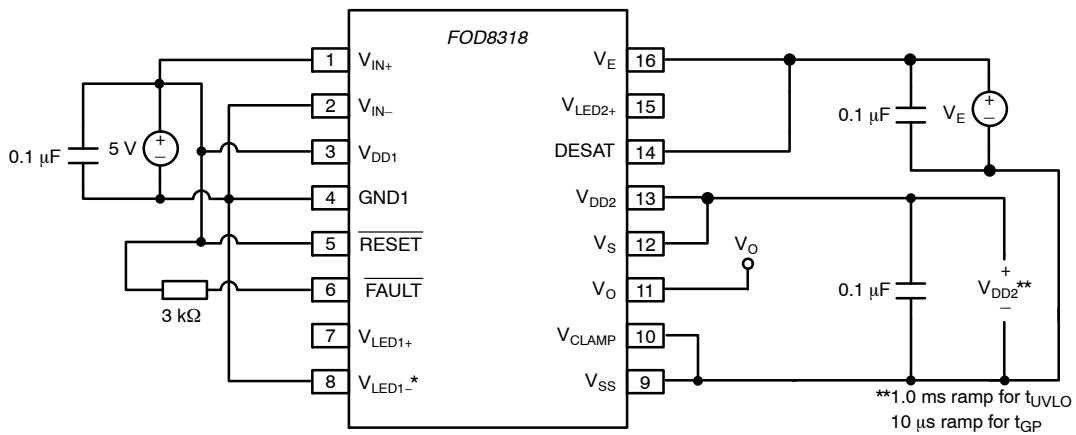 FOD8318
1 V_IN+
2 V_IN–
3 V_DD1
4 GND1
5 RESET
6 FAULT
7 V_LED1+
8 V_LED1–*
V_E 16
V_LED2+ 15
DESAT 14
V_DD2 13
V_S 12
V_O 11
V_CLAMP 10
V_SS 9
0.1 μF
5 V
+
–
3 kΩ
V_O
0.1 μF
+
–
V_E
0.1 μF
+
V_DD2**
–
**1.0 ms ramp for t_UVLO
10 μs ramp for t_GP